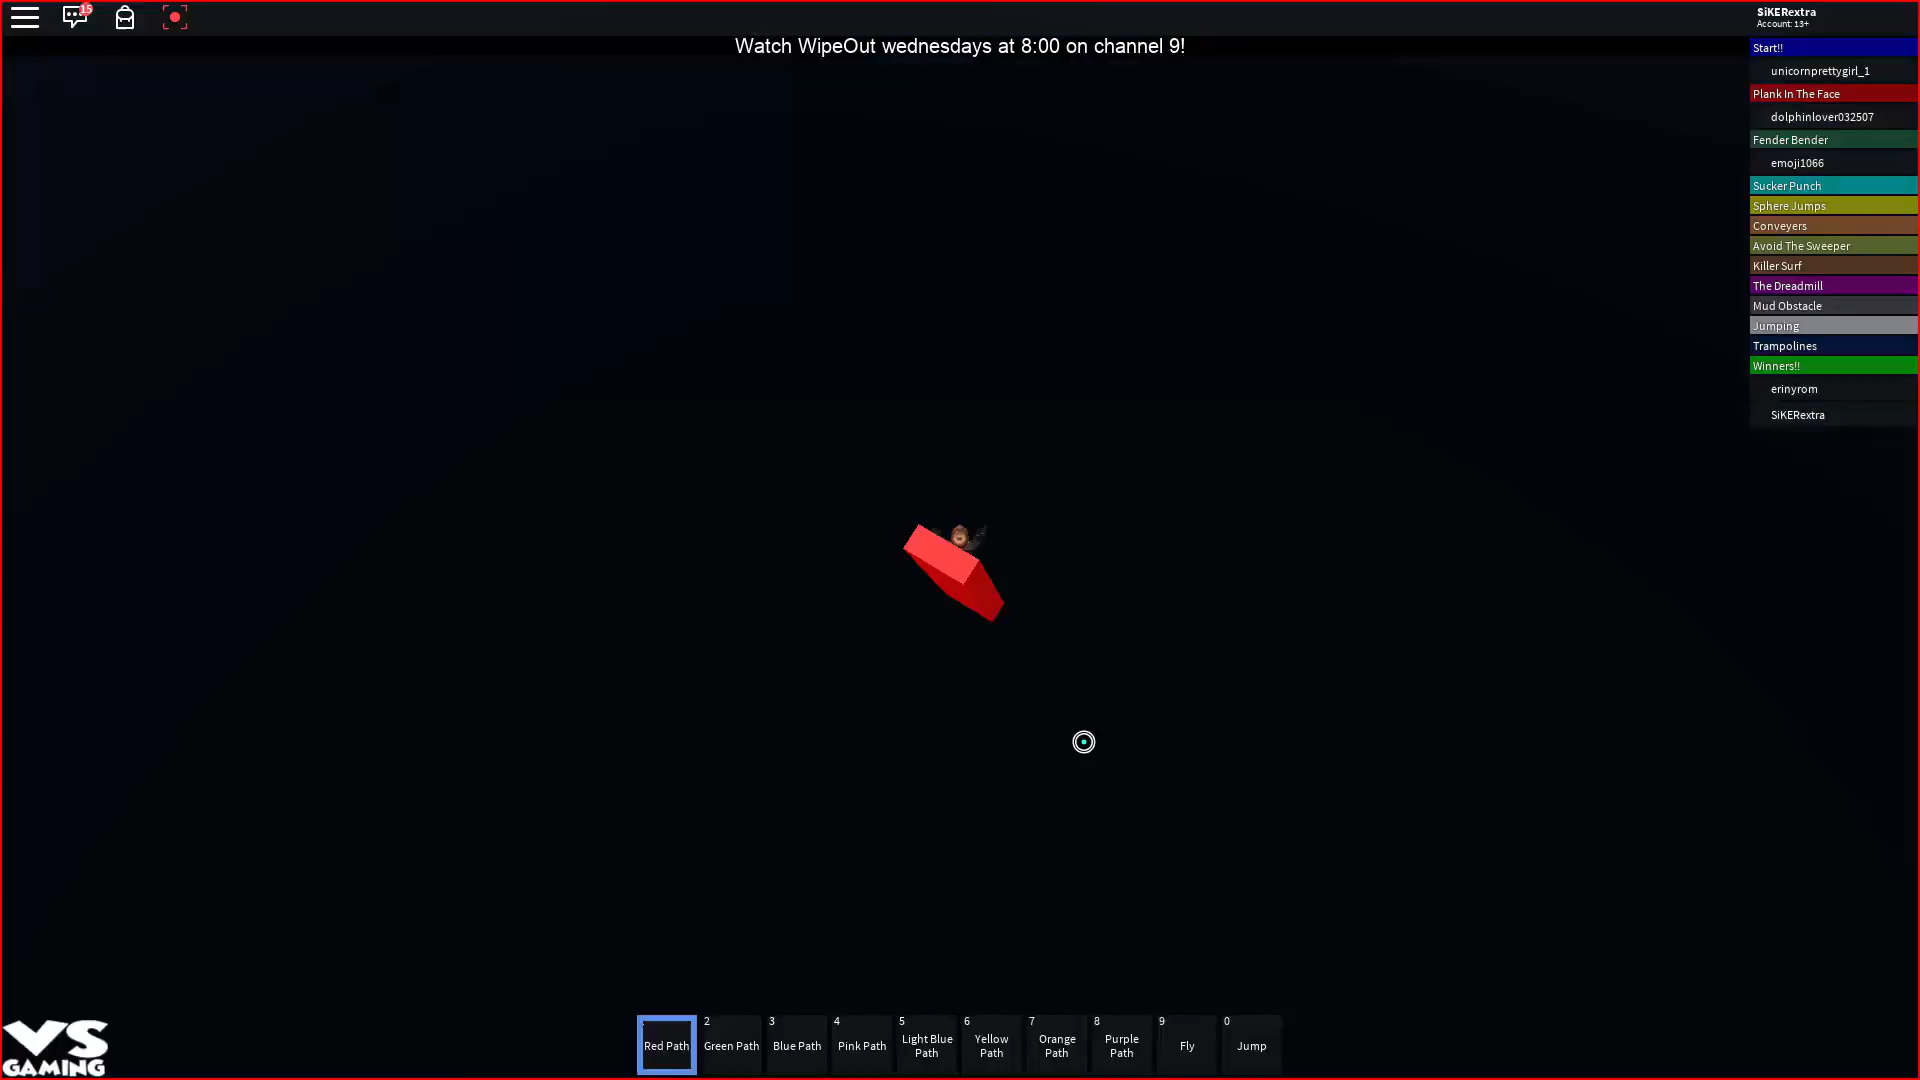 15
SiKERextra
Account: 13+
Watch WipeOut wednesdays at 8:00 on channel 9!
Start!!
unicornprettygirl_1
Plank In The Face
dolphinlover032507
Fender Bender
emoji1066
Sucker Punch
Sphere Jumps
Conveyers
Avoid The Sweeper
Killer Surf
The Dreadmill
Mud Obstacle
Jumping
Trampolines
Winners!!
erinyrom
SiKERextra
Red Path
2
Green Path
3
Blue Path
4
Pink Path
5
Light Blue
Path
6
Yellow
Path
7
Orange
Path
8
Purple
Path
9
Fly
0
Jump
VS
GAMING